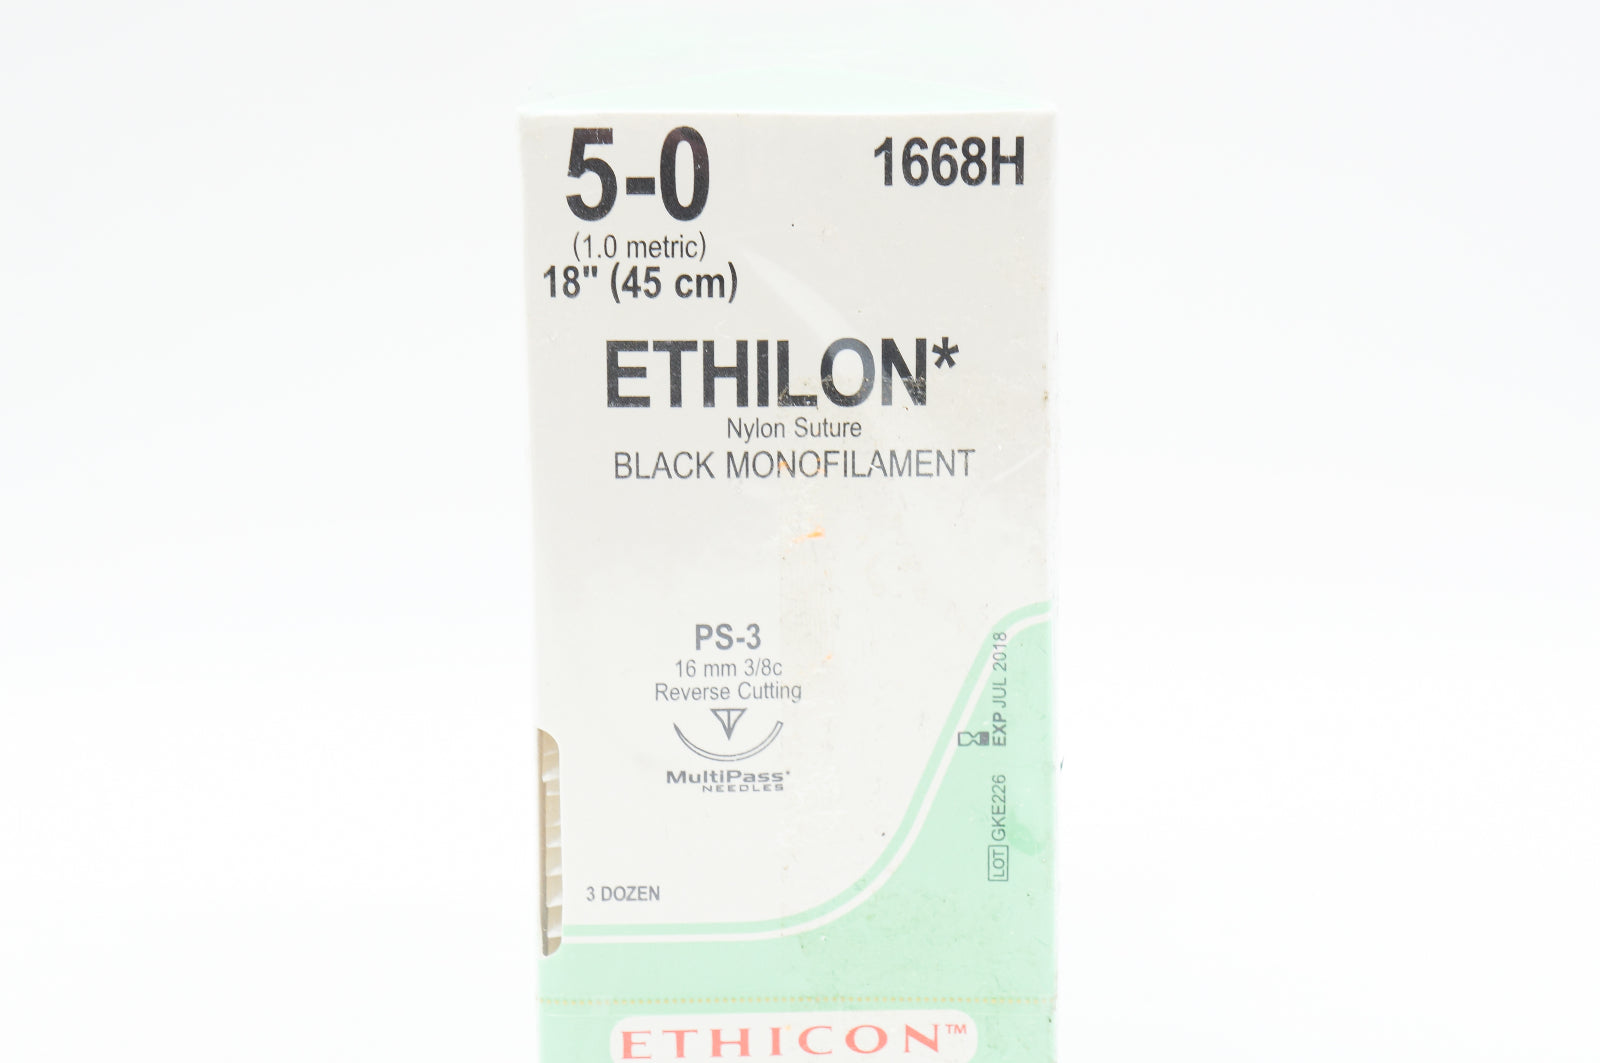 5-0
1668H
(1.0 metric)
18" (45 cm)
ETHILON*
Nylon Suture
BLACK MONOFILAMENT
PS-3
16 mm 3/8c
Reverse Cutting
MultiPass*
NEEDLES
3 DOZEN
EXP JUL 2018
LOT GKE226
ETHICON™